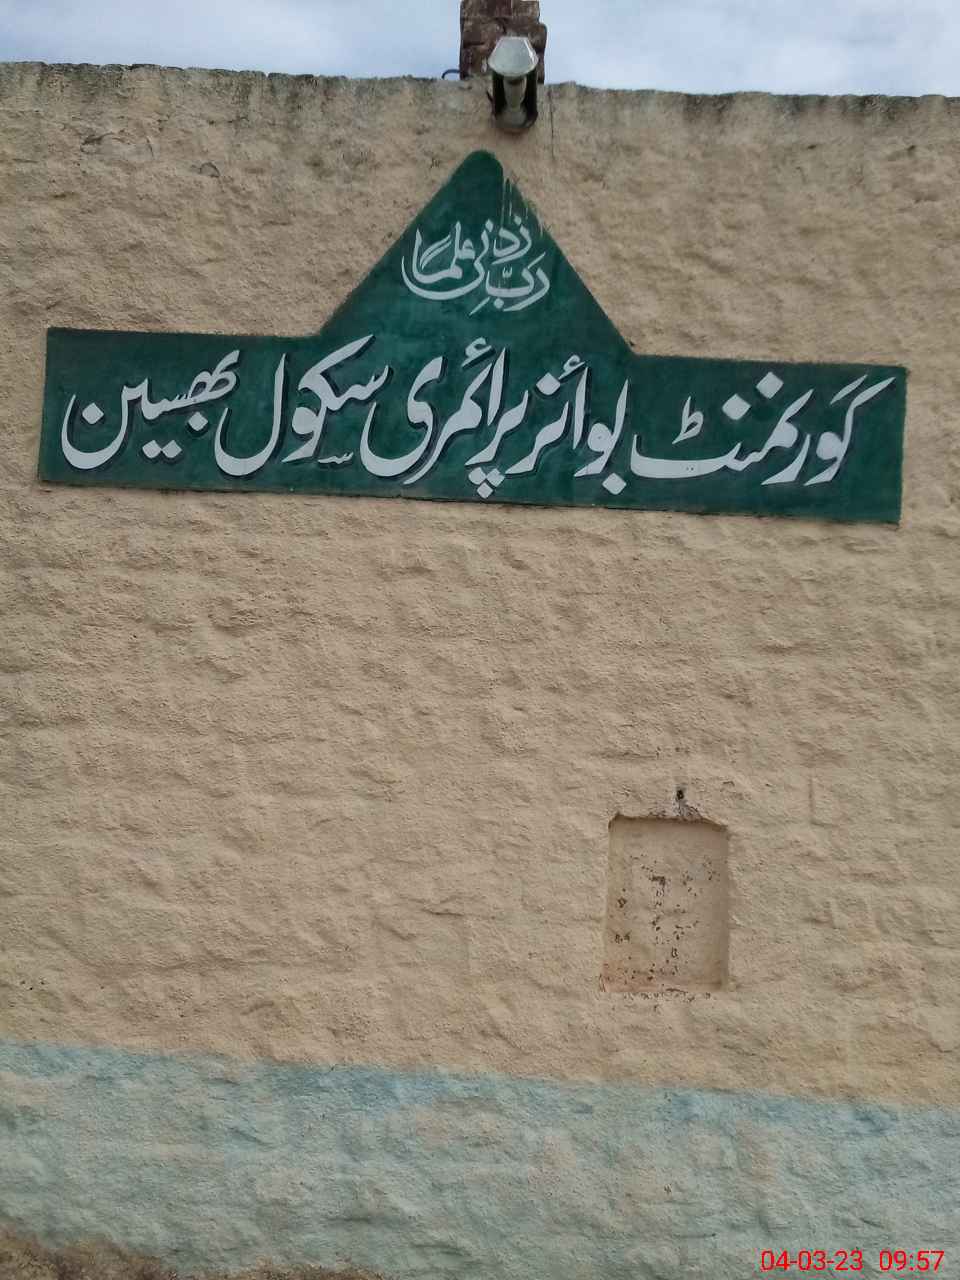 رَبِّ زِدْنِی عِلْمًا
گورنمنٹ بوائز پرائمری سکول بھسین
04-03-23 09:57